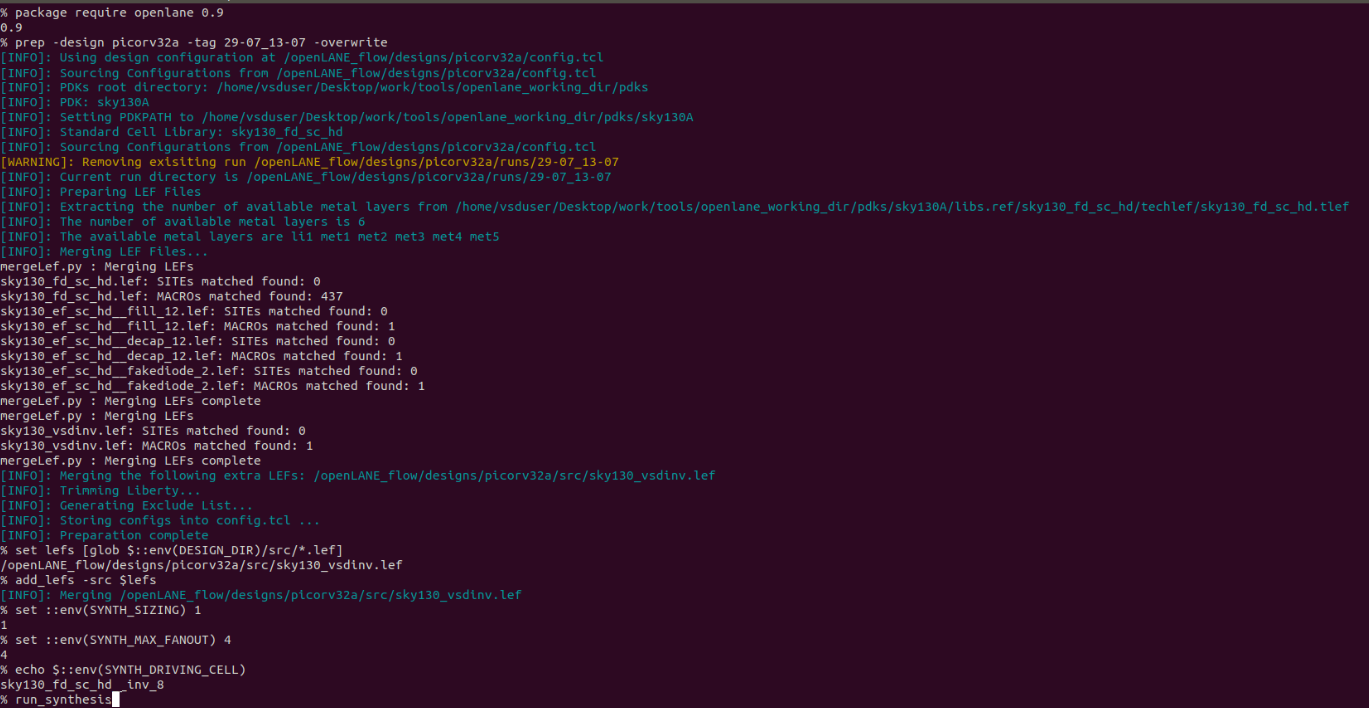 % package require openlane 0.9
0.9
% prep -design picorv32a -tag 29-07_13-07 -overwrite
[INFO]: Using design configuration at /openLANE_flow/designs/picorv32a/config.tcl
[INFO]: Sourcing Configurations from /openLANE_flow/designs/picorv32a/config.tcl
[INFO]: PDKs root directory: /home/vsduser/Desktop/work/tools/openlane_working_dir/pdks
[INFO]: PDK: sky130A
[INFO]: Setting PDKPATH to /home/vsduser/Desktop/work/tools/openlane_working_dir/pdks/sky130A
[INFO]: Standard Cell Library: sky130_fd_sc_hd
[INFO]: Sourcing Configurations from /openLANE_flow/designs/picorv32a/config.tcl
[WARNING]: Removing exisiting run /openLANE_flow/designs/picorv32a/runs/29-07_13-07
[INFO]: Current run directory is /openLANE_flow/designs/picorv32a/runs/29-07_13-07
[INFO]: Preparing LEF Files
[INFO]: Extracting the number of available metal layers from /home/vsduser/Desktop/work/tools/openlane_working_dir/pdks/sky130A/libs.ref/sky130_fd_sc_hd/techlef/sky130_fd_sc_hd.tlef
[INFO]: The number of available metal layers is 6
[INFO]: The available metal layers are li1 met1 met2 met3 met4 met5
[INFO]: Merging LEF Files...
mergeLef.py : Merging LEFs
sky130_fd_sc_hd.lef: SITEs matched found: 0
sky130_fd_sc_hd.lef: MACROs matched found: 437
sky130_ef_sc_hd__fill_12.lef: SITEs matched found: 0
sky130_ef_sc_hd__fill_12.lef: MACROs matched found: 1
sky130_ef_sc_hd__decap_12.lef: SITEs matched found: 0
sky130_ef_sc_hd__decap_12.lef: MACROs matched found: 1
sky130_ef_sc_hd__fakediode_2.lef: SITEs matched found: 0
sky130_ef_sc_hd__fakediode_2.lef: MACROs matched found: 1
mergeLef.py : Merging LEFs complete
mergeLef.py : Merging LEFs
sky130_vsdinv.lef: SITEs matched found: 0
sky130_vsdinv.lef: MACROs matched found: 1
mergeLef.py : Merging LEFs complete
[INFO]: Merging the following extra LEFs: /openLANE_flow/designs/picorv32a/src/sky130_vsdinv.lef
[INFO]: Trimming Liberty...
[INFO]: Generating Exclude List...
[INFO]: Storing configs into config.tcl ...
[INFO]: Preparation complete
% set lefs [glob $::env(DESIGN_DIR)/src/*.lef]
/openLANE_flow/designs/picorv32a/src/sky130_vsdinv.lef
% add_lefs -src $lefs
[INFO]: Merging /openLANE_flow/designs/picorv32a/src/sky130_vsdinv.lef
% set ::env(SYNTH_SIZING) 1
1
% set ::env(SYNTH_MAX_FANOUT) 4
4
% echo $::env(SYNTH_DRIVING_CELL)
sky130_fd_sc_hd__inv_8
% run_synthesis